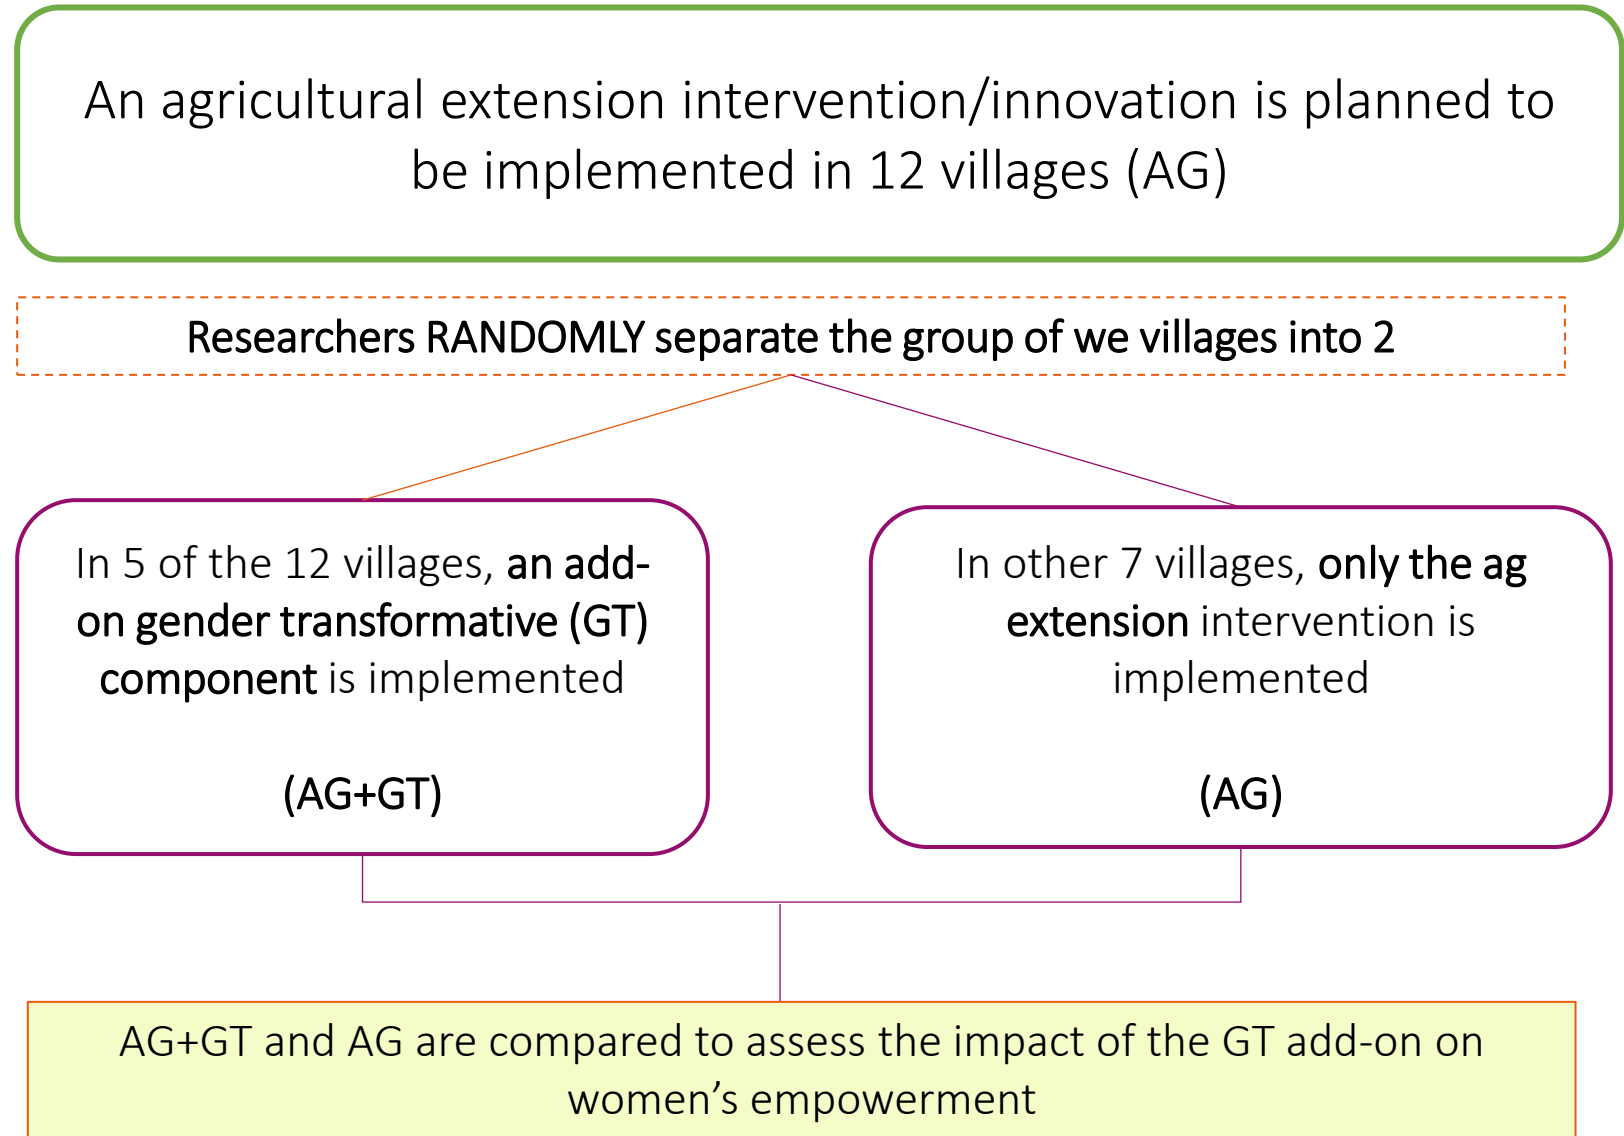 An agricultural extension intervention/innovation is planned to
be implemented in 12 villages (AG)
Researchers RANDOMLY separate the group of we villages into 2
In 5 of the 12 villages, an add-
on gender transformative (GT)
component is implemented
(AG+GT)
In other 7 villages, only the ag
extension intervention is
implemented
(AG)
AG+GT and AG are compared to assess the impact of the GT add-on on
women’s empowerment